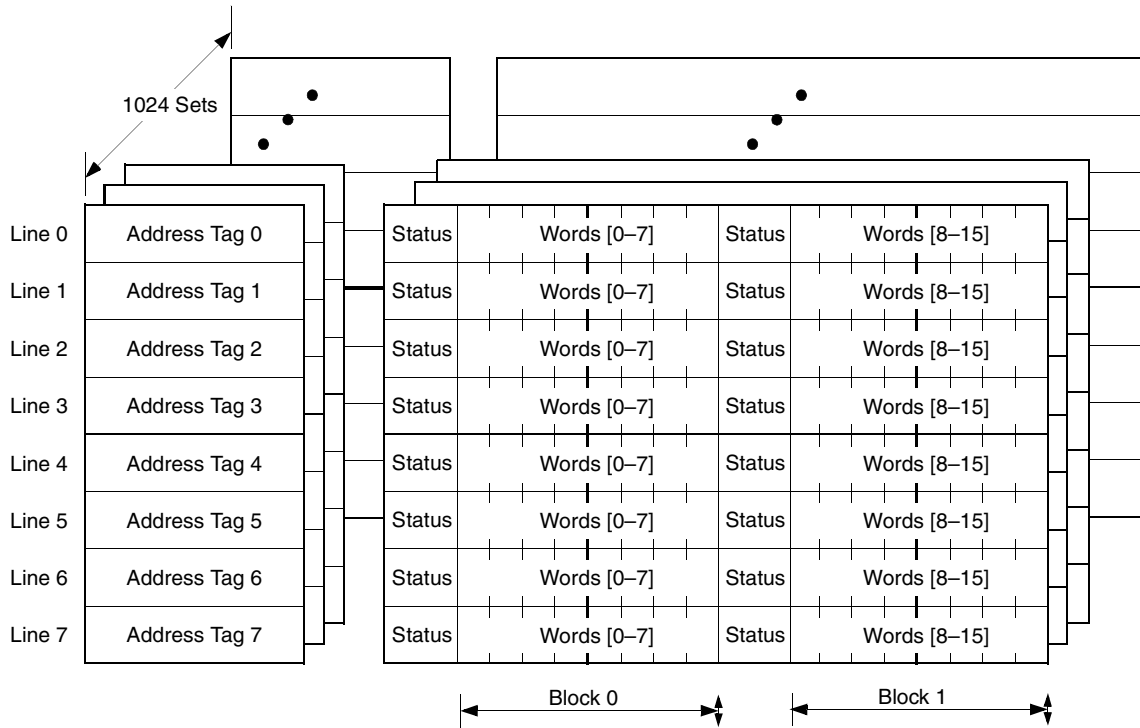 1024 Sets
Line 0 Address Tag 0 Status Words [0–7] Status Words [8–15]
Line 1 Address Tag 1 Status Words [0–7] Status Words [8–15]
Line 2 Address Tag 2 Status Words [0–7] Status Words [8–15]
Line 3 Address Tag 3 Status Words [0–7] Status Words [8–15]
Line 4 Address Tag 4 Status Words [0–7] Status Words [8–15]
Line 5 Address Tag 5 Status Words [0–7] Status Words [8–15]
Line 6 Address Tag 6 Status Words [0–7] Status Words [8–15]
Line 7 Address Tag 7 Status Words [0–7] Status Words [8–15]
Block 0 Block 1